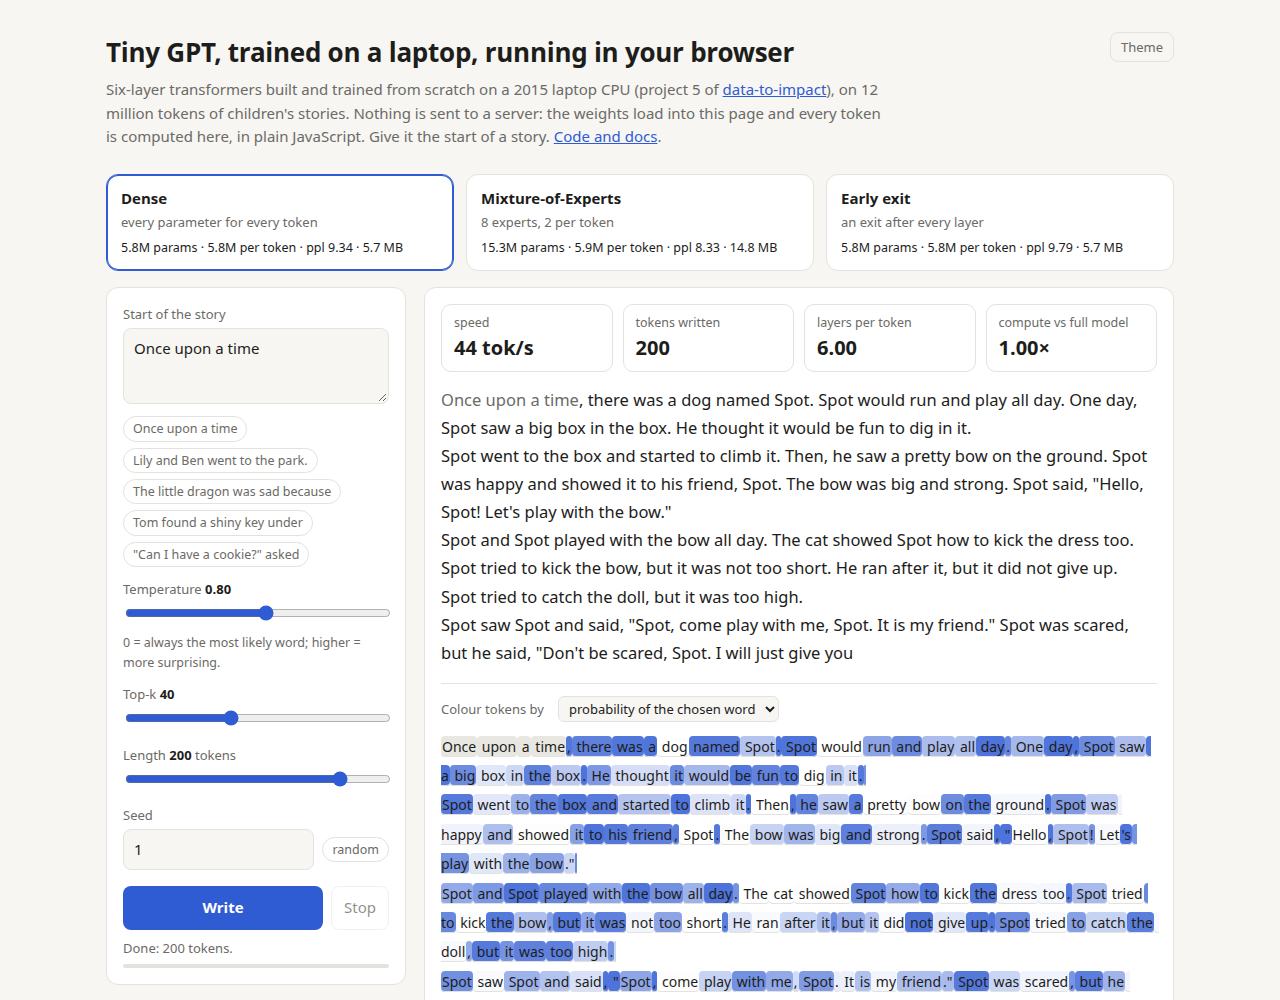 Tiny GPT, trained on a laptop, running in your browser
Theme
Six-layer transformers built and trained from scratch on a 2015 laptop CPU (project 5 of data-to-impact), on 12
million tokens of children's stories. Nothing is sent to a server: the weights load into this page and every token
is computed here, in plain JavaScript. Give it the start of a story. Code and docs.
Dense
every parameter for every token
5.8M params · 5.8M per token · ppl 9.34 · 5.7 MB
Mixture-of-Experts
8 experts, 2 per token
15.3M params · 5.9M per token · ppl 8.33 · 14.8 MB
Early exit
an exit after every layer
5.8M params · 5.8M per token · ppl 9.79 · 5.7 MB
Start of the story
Once upon a time
Once upon a time
Lily and Ben went to the park.
The little dragon was sad because
Tom found a shiny key under
"Can I have a cookie?" asked
Temperature 0.80
0 = always the most likely word; higher =
more surprising.
Top-k 40
Length 200 tokens
Seed
1
random
Write
Stop
Done: 200 tokens.
speed
44 tok/s
tokens written
200
layers per token
6.00
compute vs full model
1.00×
Once upon a time, there was a dog named Spot. Spot would run and play all day. One day,
Spot saw a big box in the box. He thought it would be fun to dig in it.
Spot went to the box and started to climb it. Then, he saw a pretty bow on the ground. Spot
was happy and showed it to his friend, Spot. The bow was big and strong. Spot said, "Hello,
Spot! Let's play with the bow."
Spot and Spot played with the bow all day. The cat showed Spot how to kick the dress too.
Spot tried to kick the bow, but it was not too short. He ran after it, but it did not give up.
Spot tried to catch the doll, but it was too high.
Spot saw Spot and said, "Spot, come play with me, Spot. It is my friend." Spot was scared,
but he said, "Don't be scared, Spot. I will just give you
Colour tokens by
probability of the chosen word
Once upon a time, there was a dog named Spot. Spot would run and play all day. One day, Spot saw
a big box in the box. He thought it would be fun to dig in it.
Spot went to the box and started to climb it. Then, he saw a pretty bow on the ground. Spot was
happy and showed it to his friend, Spot. The bow was big and strong. Spot said, "Hello, Spot! Let's
play with the bow."
Spot and Spot played with the bow all day. The cat showed Spot how to kick the dress too. Spot tried
to kick the bow, but it was not too short. He ran after it, but it did not give up. Spot tried to catch the
doll, but it was too high.
Spot saw Spot and said, "Spot, come play with me, Spot. It is my friend." Spot was scared, but he